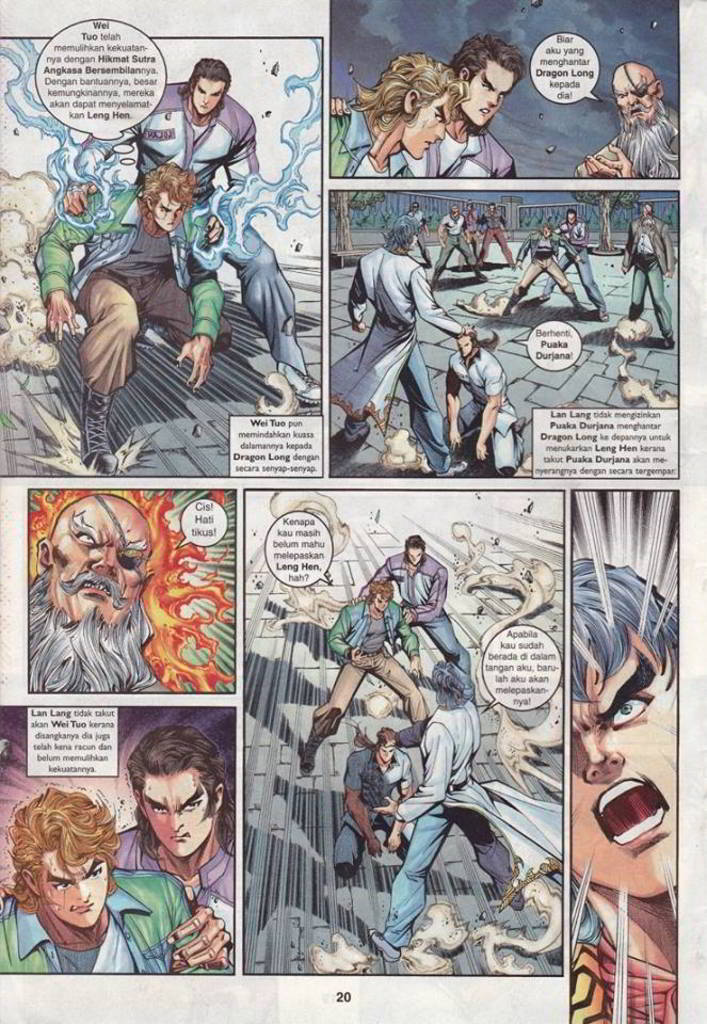 Wei
Tuo telah
memulihkan kekuatan-
nya dengan Hikmat Sutra
Angkasa Bersembilannya.
Dengan bantuannya, besar
kemungkinannya, mereka
akan dapat menyelamat-
kan Leng Hen.
Wei Tuo pun
memindahkan kuasa
dalamannya kepada
Dragon Long dengan
secara senyap-senyap.
Biar
aku yang
menghantar
Dragon Long
kepada
dia!
Berhenti,
Puaka
Durjana!
Lan Lang tidak mengizinkan
Puaka Durjana menghantar
Dragon Long ke depannya untuk
menukarkan Leng Hen kerana
takut Puaka Durjana akan me-
nyerangnya dengan secara tergempar.
Cis!
Hati
tikus!
Lan Lang tidak takut
akan Wei Tuo kerana
disangkanya dia juga
telah kena racun dan
belum memulihkan
kekuatannya.
Kenapa
kau masih
belum mahu
melepaskan
Leng Hen,
hah?
Apabila
kau sudah
berada di dalam
tangan aku, baru-
lah aku akan
melepaskan-
nya!
20